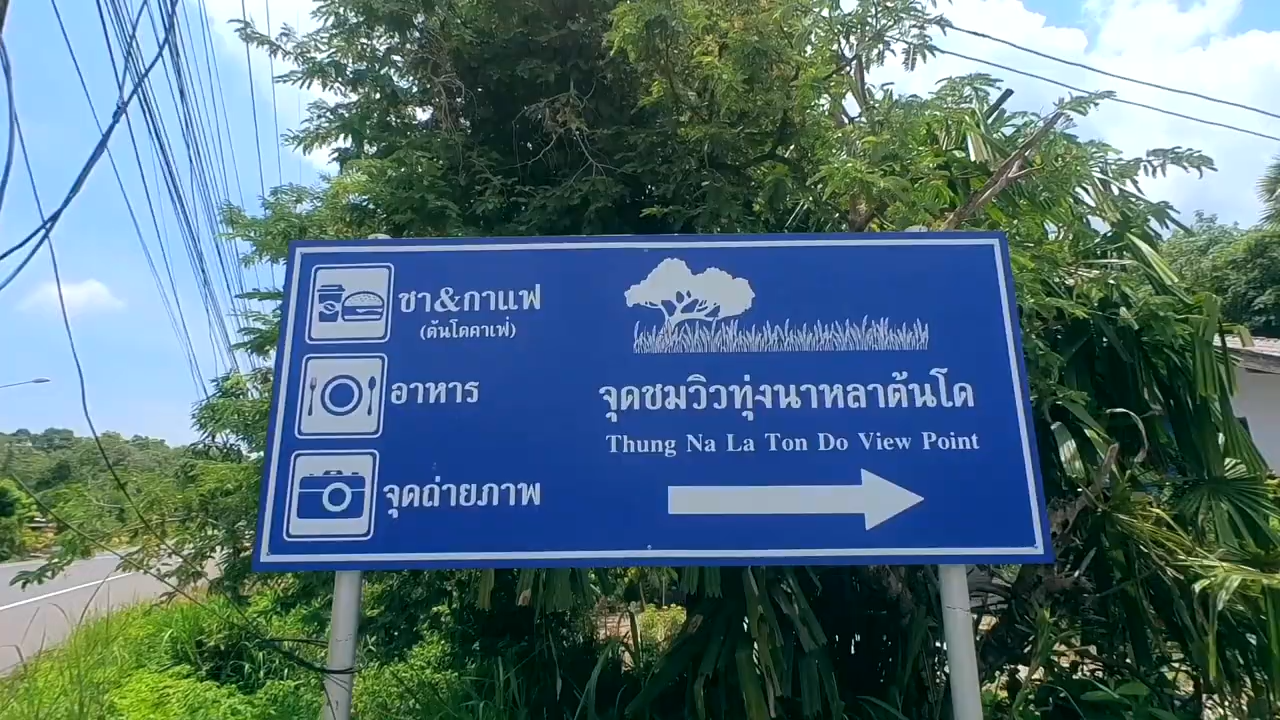 ชา&กาแฟ
(ต้นโดคาเฟ่)
อาหาร
จุดถ่ายภาพ
จุดชมวิวทุ่งนาหลาต้นโด
Thung Na La Ton Do View Point